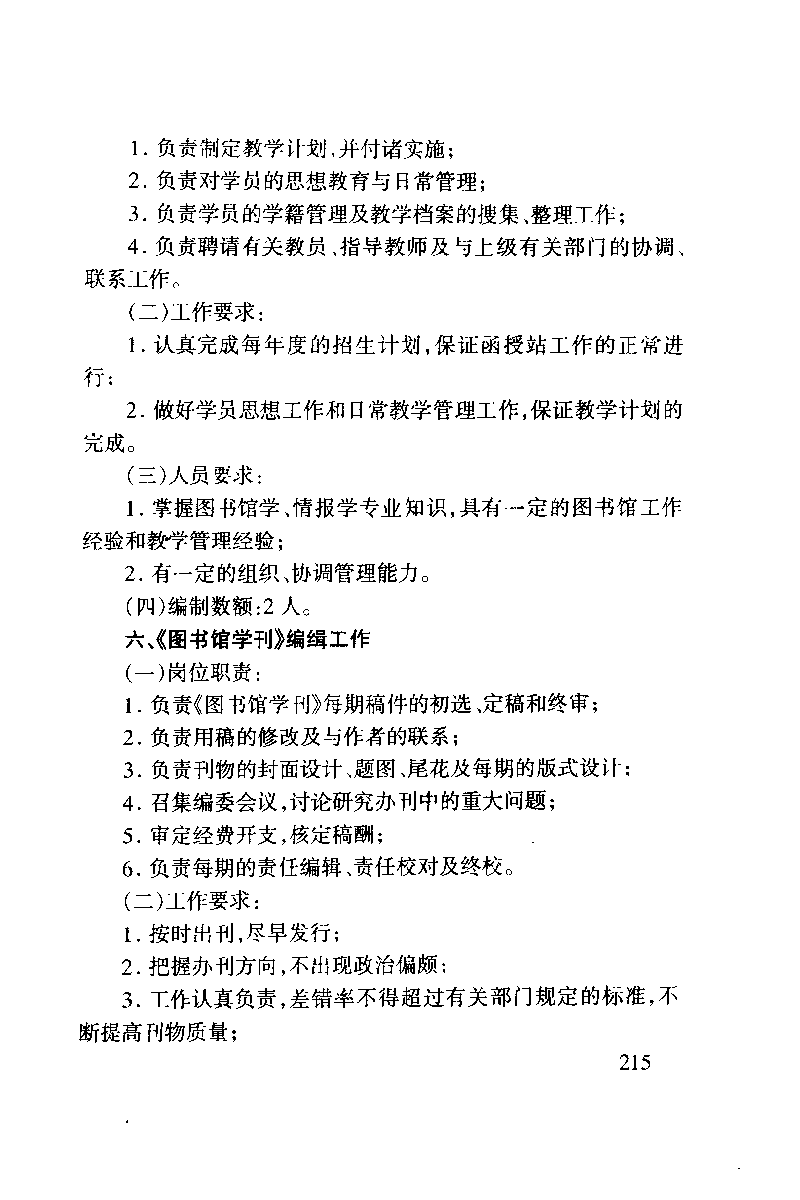 1. 负责制定教学计划,并付诸实施;
2. 负责对学员的思想教育与日常管理;
3. 负责学员的学籍管理及教学档案的搜集、整理工作;
4. 负责聘请有关教员、指导教师及与上级有关部门的协调、
联系工作。
(二)工作要求:
1. 认真完成每年度的招生计划,保证函授站工作的正常进
行;
2. 做好学员思想工作和日常教学管理工作,保证教学计划的
完成。
(三)人员要求:
1. 掌握图书馆学、情报学专业知识,具有一定的图书馆工作
经验和教学管理经验;
2. 有一定的组织、协调管理能力。
(四)编制数额:2 人。
六、《图书馆学刊》编缉工作
(一)岗位职责:
1. 负责《图书馆学刊》每期稿件的初选、定稿和终审;
2. 负责用稿的修改及与作者的联系;
3. 负责刊物的封面设计、题图、尾花及每期的版式设计;
4. 召集编委会议,讨论研究办刊中的重大问题;
5. 审定经费开支,核定稿酬;
6. 负责每期的责任编辑、责任校对及终校。
(二)工作要求:
1. 按时出刊,尽早发行;
2. 把握办刊方向,不出现政治偏颇;
3. 工作认真负责,差错率不得超过有关部门规定的标准,不
断提高刊物质量;
215